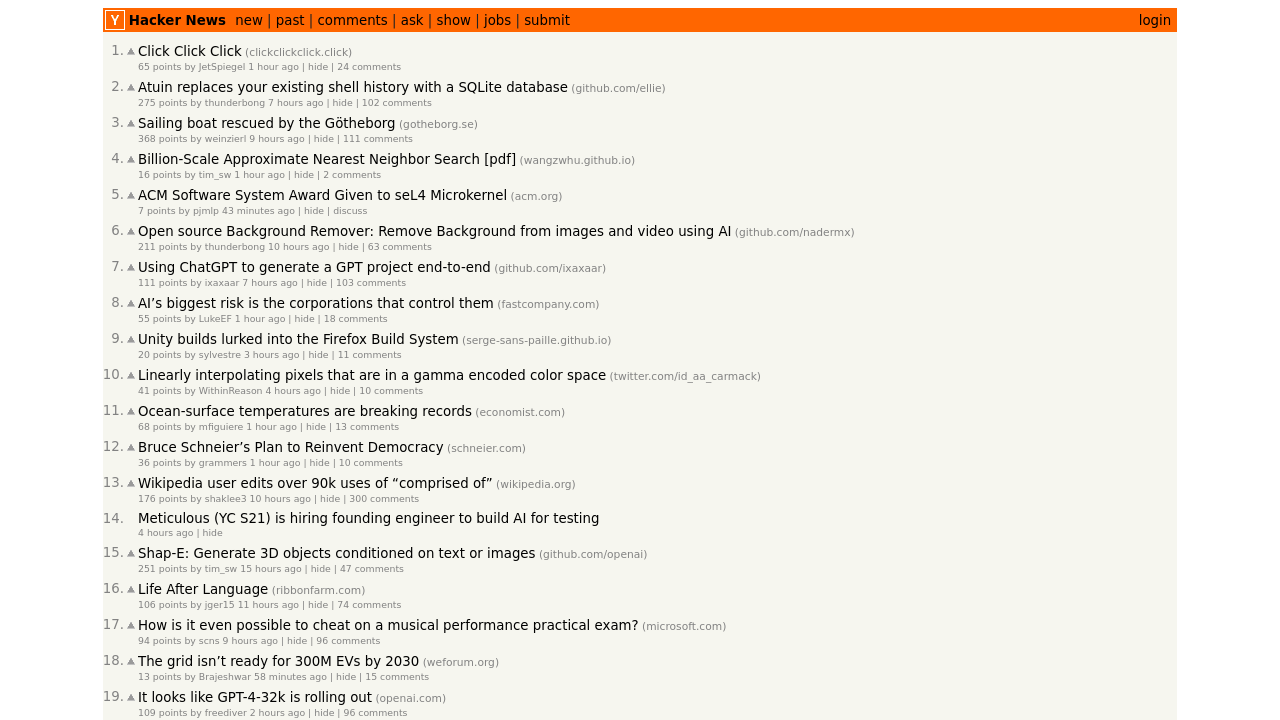 Y Hacker News new | past | comments | ask | show | jobs | submit login
1. Click Click Click (clickclickclick.click)
65 points by JetSpiegel 1 hour ago | hide | 24 comments
2. Atuin replaces your existing shell history with a SQLite database (github.com/ellie)
275 points by thunderbong 7 hours ago | hide | 102 comments
3. Sailing boat rescued by the Götheborg (gotheborg.se)
368 points by weinzierl 9 hours ago | hide | 111 comments
4. Billion-Scale Approximate Nearest Neighbor Search [pdf] (wangzwhu.github.io)
16 points by tim_sw 1 hour ago | hide | 2 comments
5. ACM Software System Award Given to seL4 Microkernel (acm.org)
7 points by pjmlp 43 minutes ago | hide | discuss
6. Open source Background Remover: Remove Background from images and video using AI (github.com/nadermx)
211 points by thunderbong 10 hours ago | hide | 63 comments
7. Using ChatGPT to generate a GPT project end-to-end (github.com/ixaxaar)
111 points by ixaxaar 7 hours ago | hide | 103 comments
8. AI’s biggest risk is the corporations that control them (fastcompany.com)
55 points by LukeEF 1 hour ago | hide | 18 comments
9. Unity builds lurked into the Firefox Build System (serge-sans-paille.github.io)
20 points by sylvestre 3 hours ago | hide | 11 comments
10. Linearly interpolating pixels that are in a gamma encoded color space (twitter.com/id_aa_carmack)
41 points by WithinReason 4 hours ago | hide | 10 comments
11. Ocean-surface temperatures are breaking records (economist.com)
68 points by mfiguiere 1 hour ago | hide | 13 comments
12. Bruce Schneier’s Plan to Reinvent Democracy (schneier.com)
36 points by grammers 1 hour ago | hide | 10 comments
13. Wikipedia user edits over 90k uses of “comprised of” (wikipedia.org)
176 points by shaklee3 10 hours ago | hide | 300 comments
14. Meticulous (YC S21) is hiring founding engineer to build AI for testing
4 hours ago | hide
15. Shap-E: Generate 3D objects conditioned on text or images (github.com/openai)
251 points by tim_sw 15 hours ago | hide | 47 comments
16. Life After Language (ribbonfarm.com)
106 points by jger15 11 hours ago | hide | 74 comments
17. How is it even possible to cheat on a musical performance practical exam? (microsoft.com)
94 points by scns 9 hours ago | hide | 96 comments
18. The grid isn’t ready for 300M EVs by 2030 (weforum.org)
13 points by Brajeshwar 58 minutes ago | hide | 15 comments
19. It looks like GPT-4-32k is rolling out (openai.com)
109 points by freediver 2 hours ago | hide | 96 comments